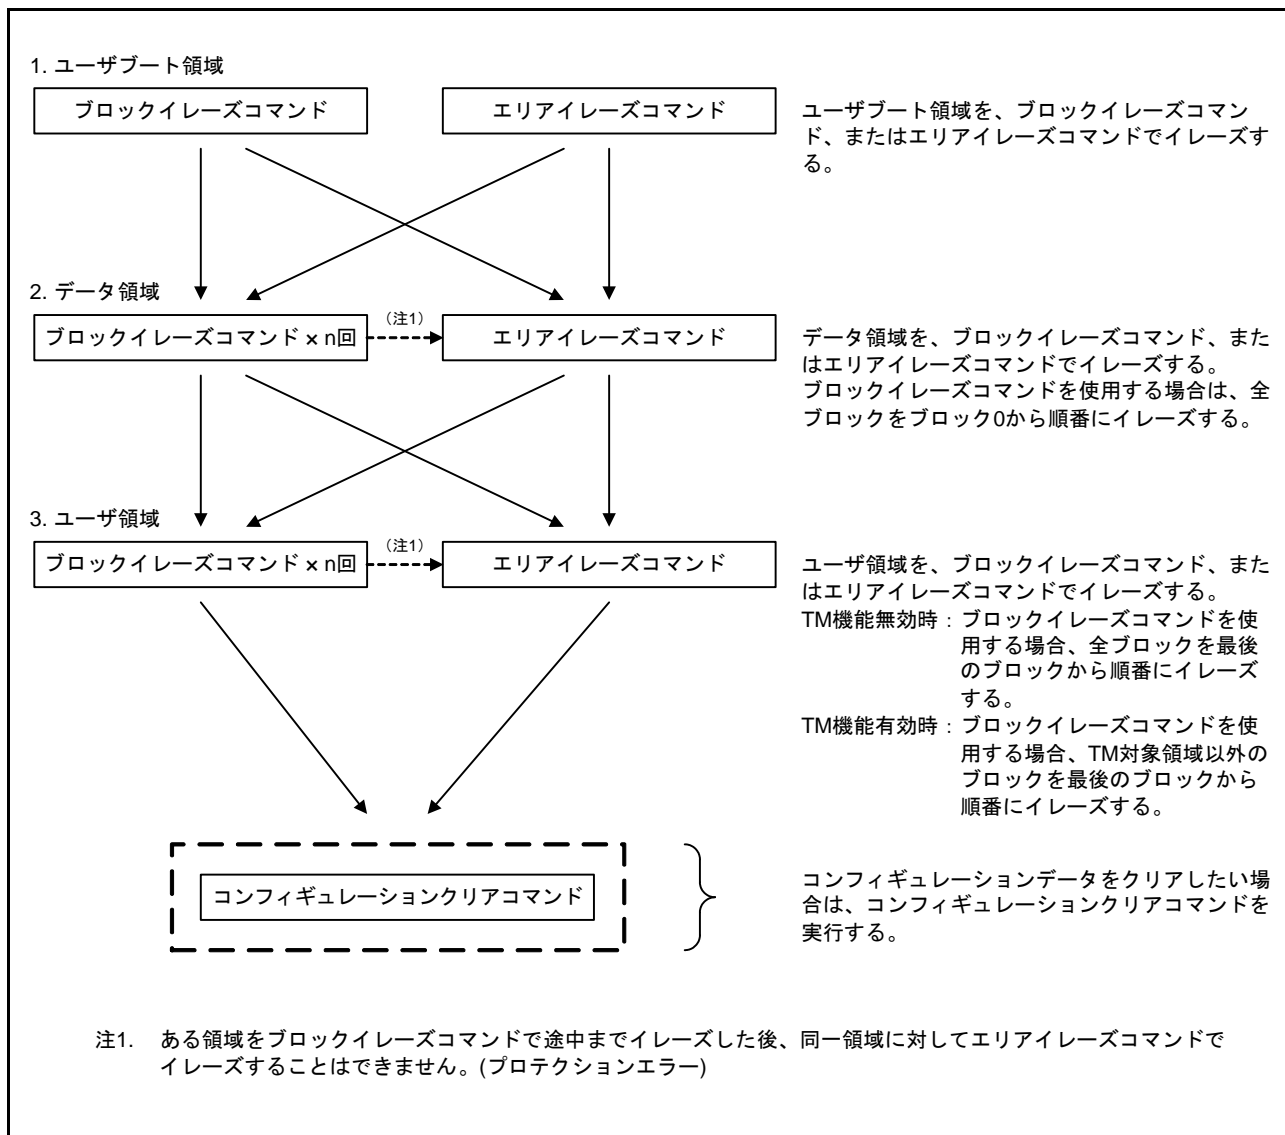 1. ユーザブート領域
ブロックイレーズコマンド
エリアイレーズコマンド
ユーザブート領域を、ブロックイレーズコマン
ド、またはエリアイレーズコマンドでイレーズす
る。
2. データ領域
ブロックイレーズコマンド × n回
（注1）
エリアイレーズコマンド
データ領域を、ブロックイレーズコマンド、また
はエリアイレーズコマンドでイレーズする。
ブロックイレーズコマンドを使用する場合は、全
ブロックをブロック0から順番にイレーズする。
3. ユーザ領域
ブロックイレーズコマンド × n回
（注1）
エリアイレーズコマンド
ユーザ領域を、ブロックイレーズコマンド、また
はエリアイレーズコマンドでイレーズする。
TM機能無効時：ブロックイレーズコマンドを使
用する場合、全ブロックを最後
のブロックから順番にイレーズ
する。
TM機能有効時：ブロックイレーズコマンドを使
用する場合、TM対象領域以外の
ブロックを最後のブロックから
順番にイレーズする。
コンフィギュレーションクリアコマンド
コンフィギュレーションデータをクリアしたい場
合は、コンフィギュレーションクリアコマンドを
実行する。
注1. ある領域をブロックイレーズコマンドで途中までイレーズした後、同一領域に対してエリアイレーズコマンドで
イレーズすることはできません。(プロテクションエラー)